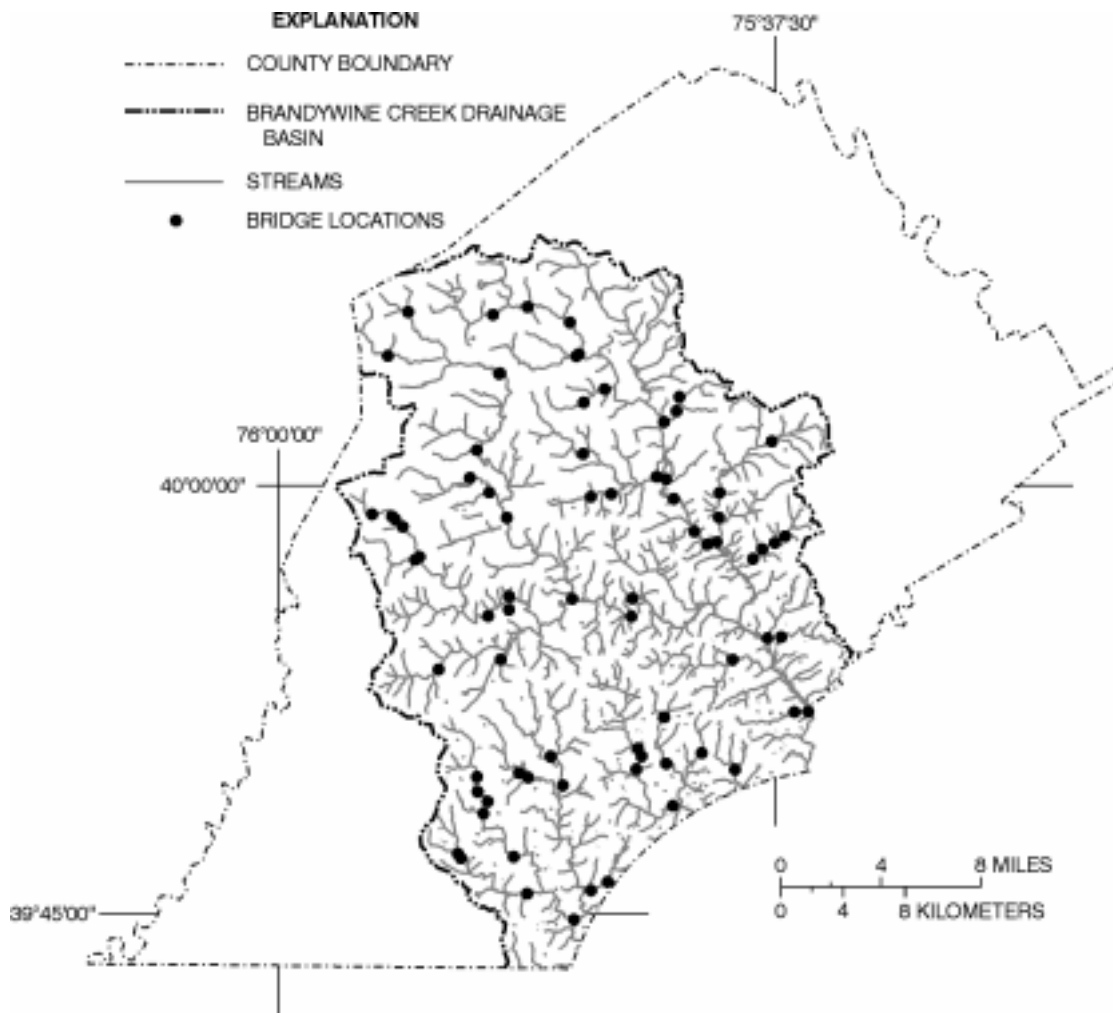 EXPLANATION
75°37'30"
COUNTY BOUNDARY
BRANDYWINE CREEK DRAINAGE
BASIN
STREAMS
BRIDGE LOCATIONS
76°00'00"
40°00'00"
0 4 8 MILES
0 4 8 KILOMETERS
39°45'00"